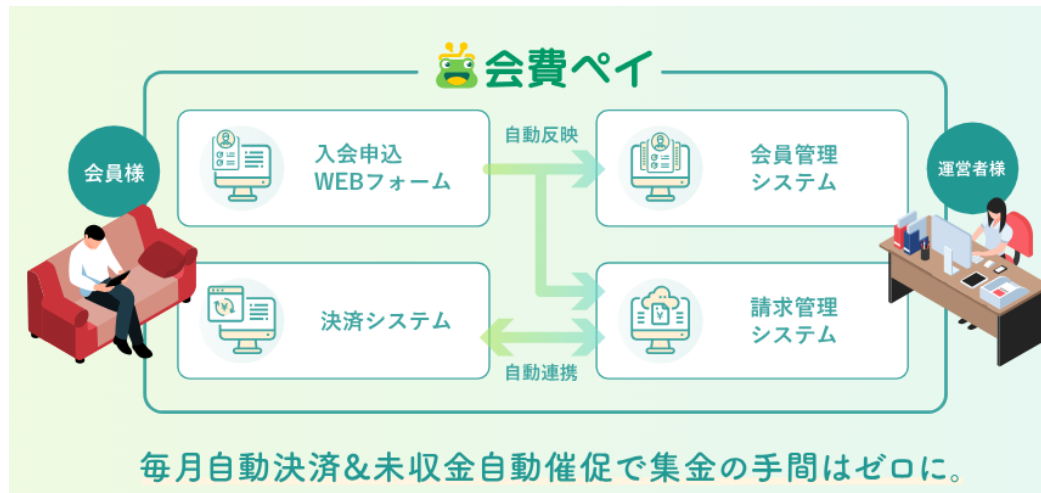 会費ペイ
会員様
入会申込
WEBフォーム
自動反映
会員管理
システム
運営者様
決済システム
自動連携
請求管理
システム
毎月自動決済&未収金自動催促で集金の手間はゼロに。